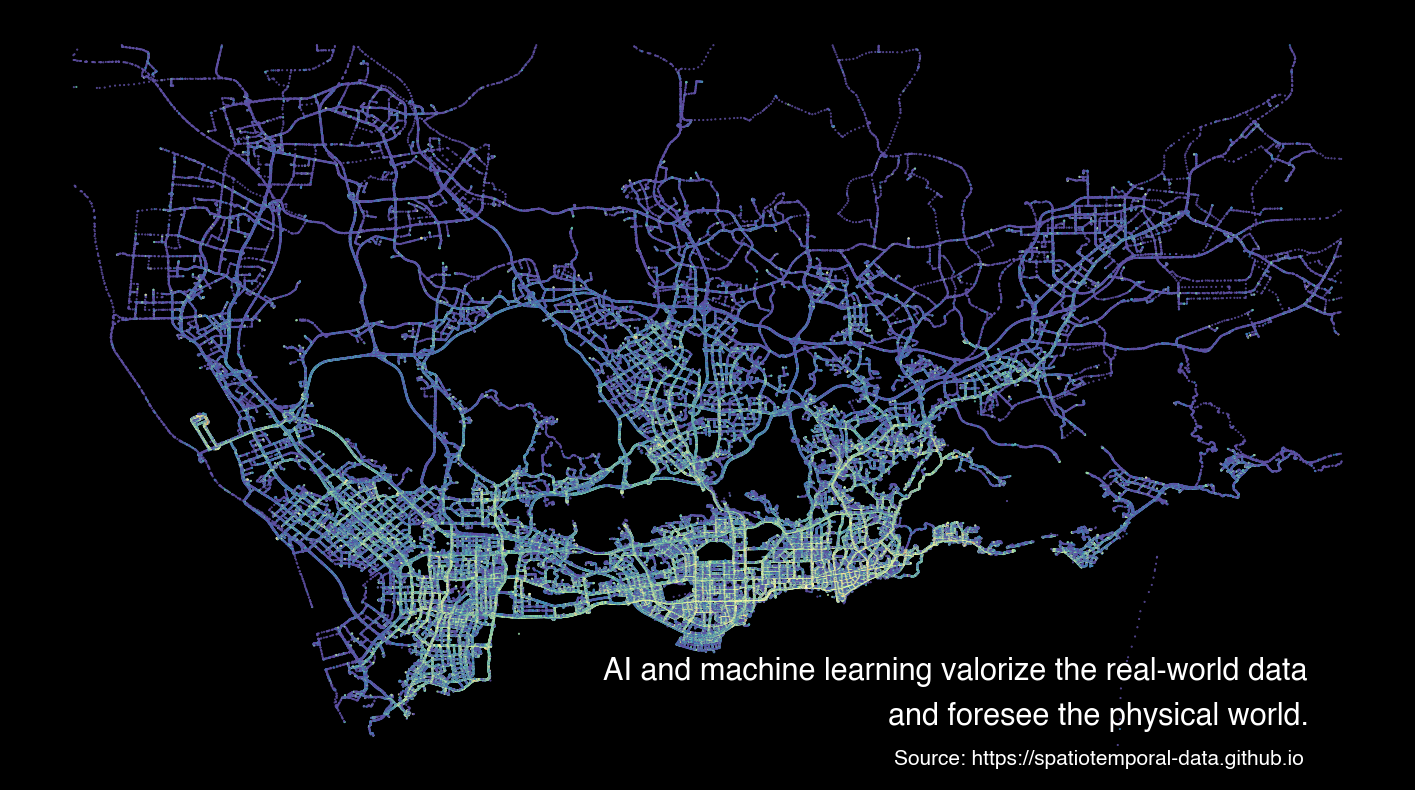 AI and machine learning valorize the real-world data
and foresee the physical world.
Source: https://spatiotemporal-data.github.io